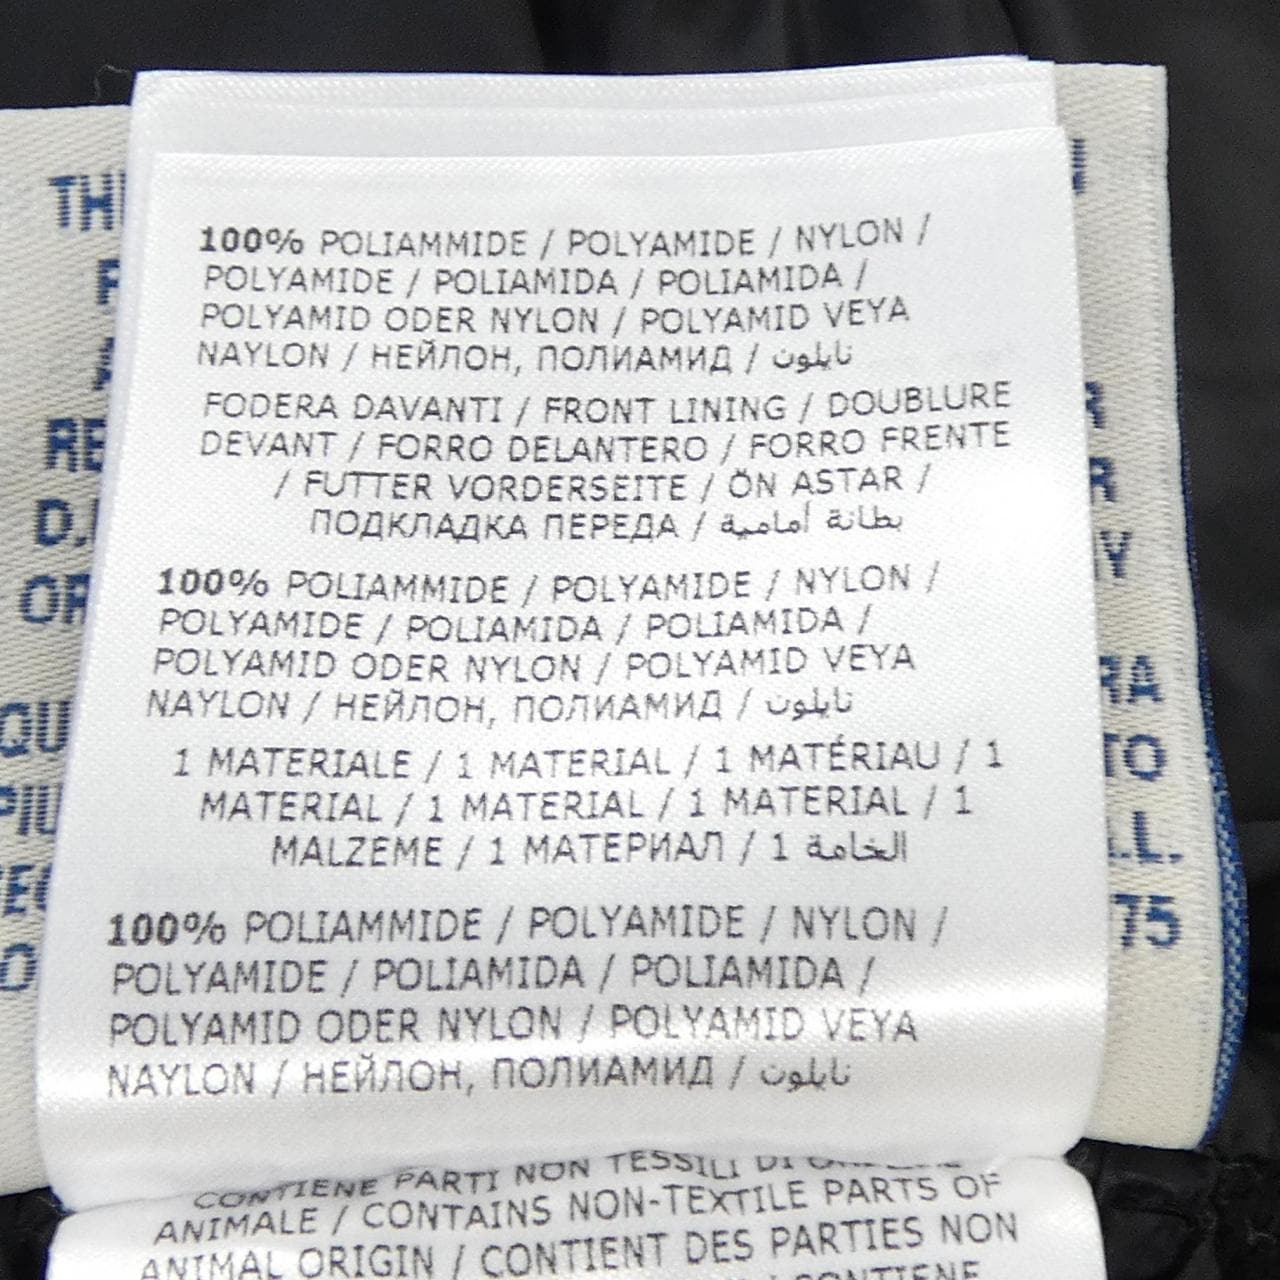 100% POLIAMMIDE / POLYAMIDE / NYLON /
POLYAMIDE / POLIAMIDA / POLIAMIDA /
POLYAMID ODER NYLON / POLYAMID VEYA
NAYLON / НЕЙЛОН, ПОЛИАМИД / نايلون
FODERA DAVANTI / FRONT LINING / DOUBLURE
DEVANT / FORRO DELANTERO / FORRO FRENTE
/ FUTTER VORDERSEITE / ÖN ASTAR /
ПОДКЛАДКА ПЕРЕДА / بطانة أمامية
100% POLIAMMIDE / POLYAMIDE / NYLON /
POLYAMIDE / POLIAMIDA / POLIAMIDA /
POLYAMID ODER NYLON / POLYAMID VEYA
NAYLON / НЕЙЛОН, ПОЛИАМИД / نايلون
1 MATERIALE / 1 MATERIAL / 1 MATÉRIAU / 1
MATERIAL / 1 MATERIAL / 1 MATERIAL / 1
MALZEME / 1 МАТЕРИАЛ / 1 الخامة
100% POLIAMMIDE / POLYAMIDE / NYLON /
POLYAMIDE / POLIAMIDA / POLIAMIDA /
POLYAMID ODER NYLON / POLYAMID VEYA
NAYLON / НЕЙЛОН, ПОЛИАМИД / نايلون
CONTIENE PARTI NON TESSILI DI
ANIMALE / CONTAINS NON-TEXTILE PARTS OF
ANIMAL ORIGIN / CONTIENT DES PARTIES NON
75